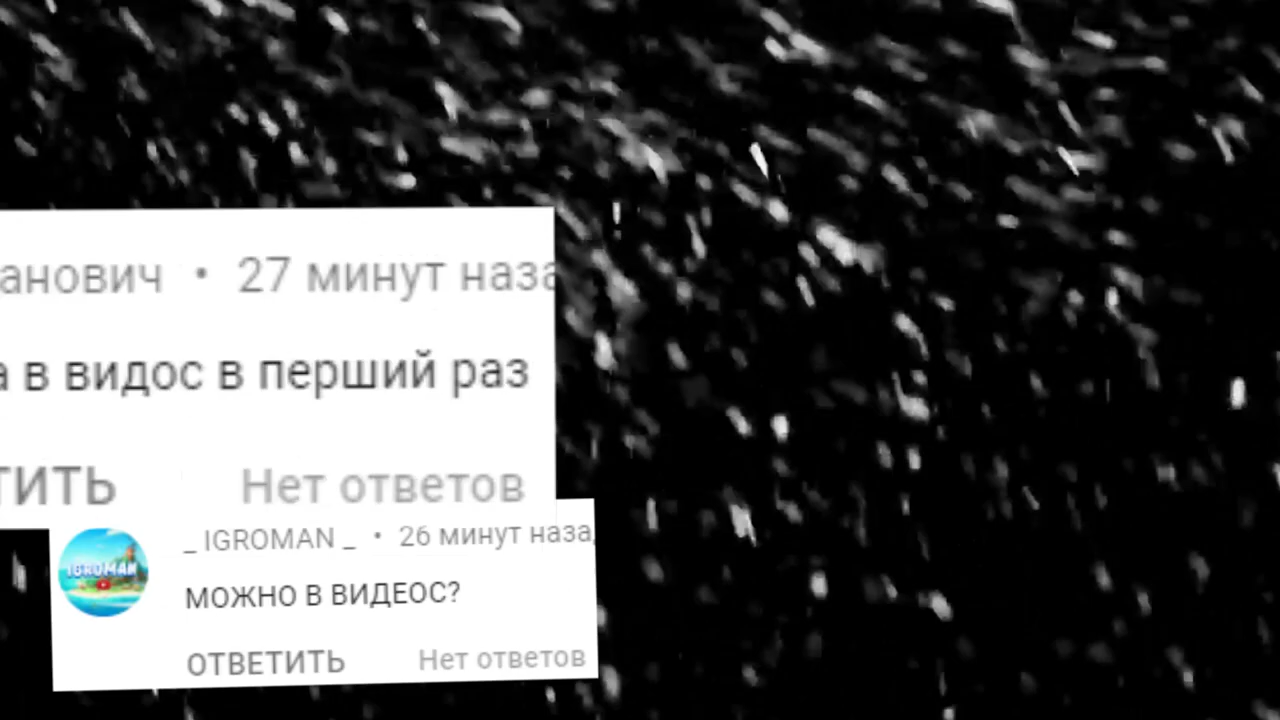 анович • 27 минут наза
а в видос в перший раз
ТИТЬ Нет ответов
_ IGROMAN _ • 26 минут наза
IGROMAN
МОЖНО В ВИДЕОС?
ОТВЕТИТЬ Нет ответов